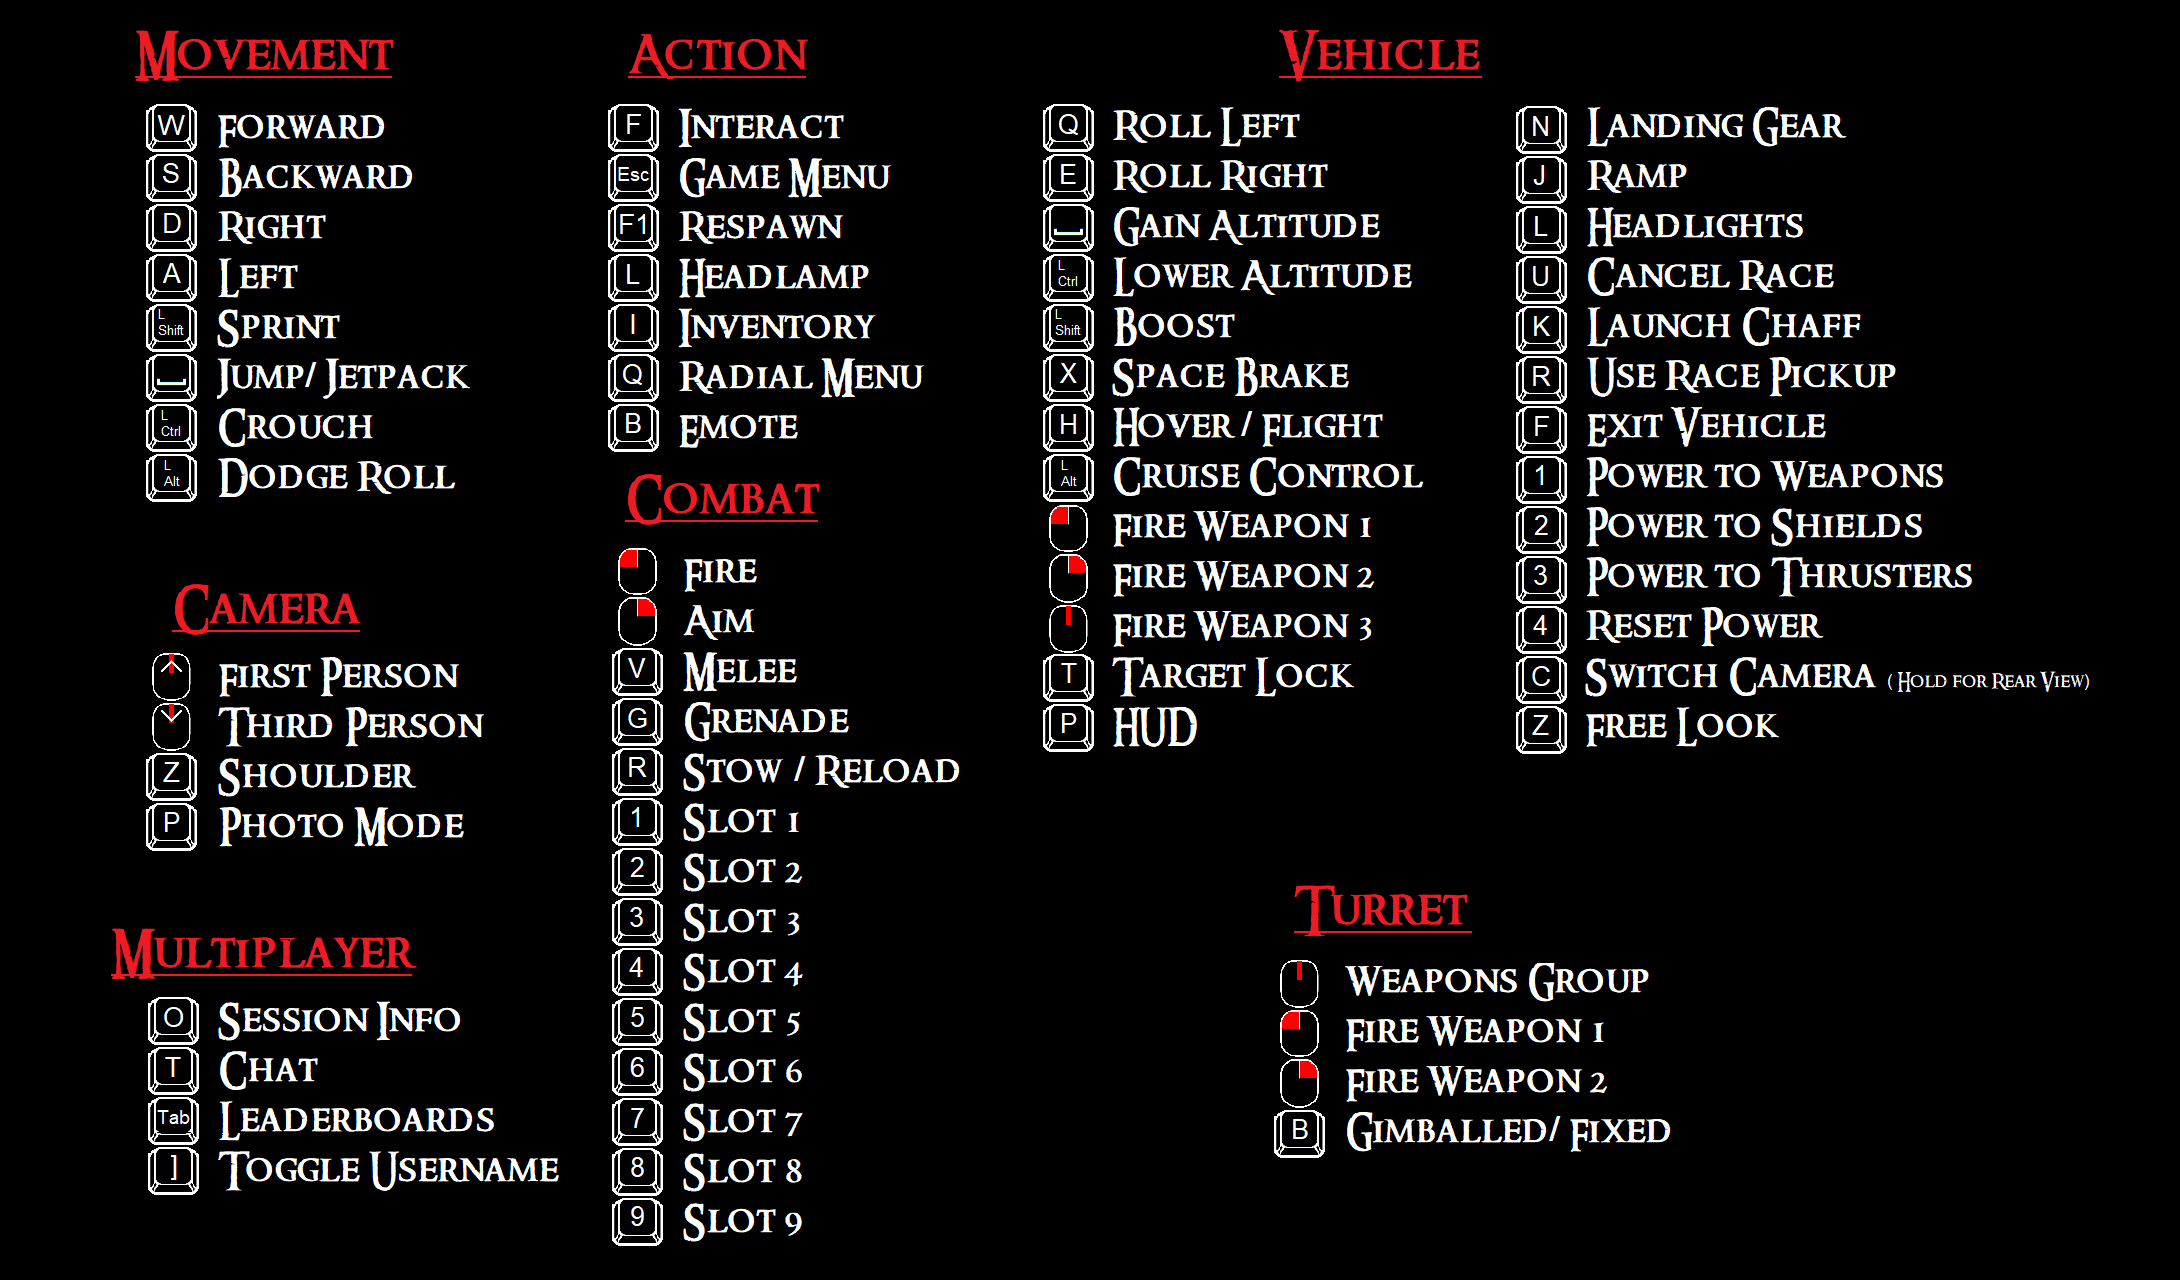 Movement
W Forward
S Backward
D Right
A Left
L Shift Sprint
Jump/ Jetpack
L Ctrl Crouch
L Alt Dodge Roll
Camera
First Person
Third Person
Z Shoulder
P Photo Mode
Multiplayer
O Session Info
T Chat
Tab Leaderboards
] Toggle Username
Action
F Interact
Esc Game Menu
F1 Respawn
L Headlamp
I Inventory
Q Radial Menu
B Emote
Combat
Fire
Aim
V Melee
G Grenade
R Stow / Reload
1 Slot 1
2 Slot 2
3 Slot 3
4 Slot 4
5 Slot 5
6 Slot 6
7 Slot 7
8 Slot 8
9 Slot 9
Vehicle
Q Roll Left
E Roll Right
Gain Altitude
L Ctrl Lower Altitude
L Shift Boost
X Space Brake
H Hover / Flight
L Alt Cruise Control
Fire Weapon 1
Fire Weapon 2
Fire Weapon 3
T Target Lock
P HUD
N Landing Gear
J Ramp
L Headlights
U Cancel Race
K Launch Chaff
R Use Race Pickup
F Exit Vehicle
1 Power to Weapons
2 Power to Shields
3 Power to Thrusters
4 Reset Power
C Switch Camera ( Hold for Rear View)
Z Free Look
Turret
Weapons Group
Fire Weapon 1
Fire Weapon 2
B Gimballed/ Fixed